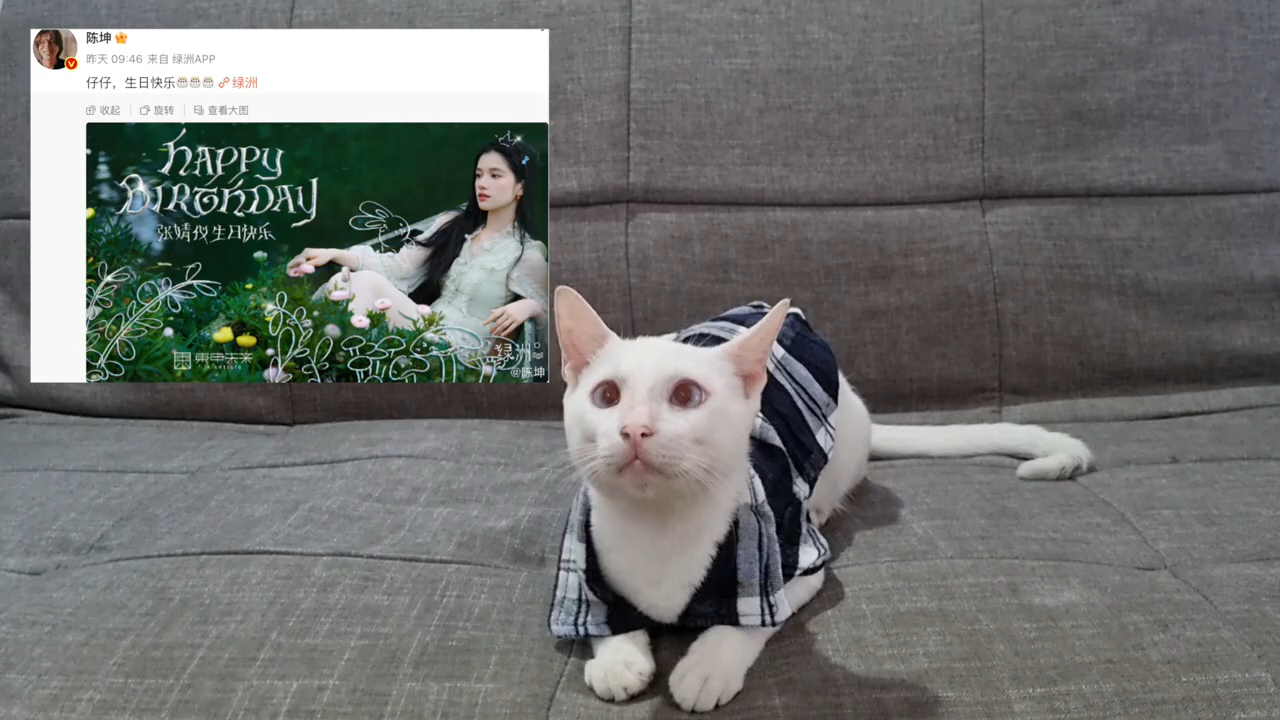 陈坤
昨天 09:46 来自 绿洲APP
仔仔，生日快乐🎂🎂🎂 绿洲
收起 旋转 查看大图
HAPPY
BIRTHDAY
张婧仪生日快乐
東申未来
绿洲
@陈坤